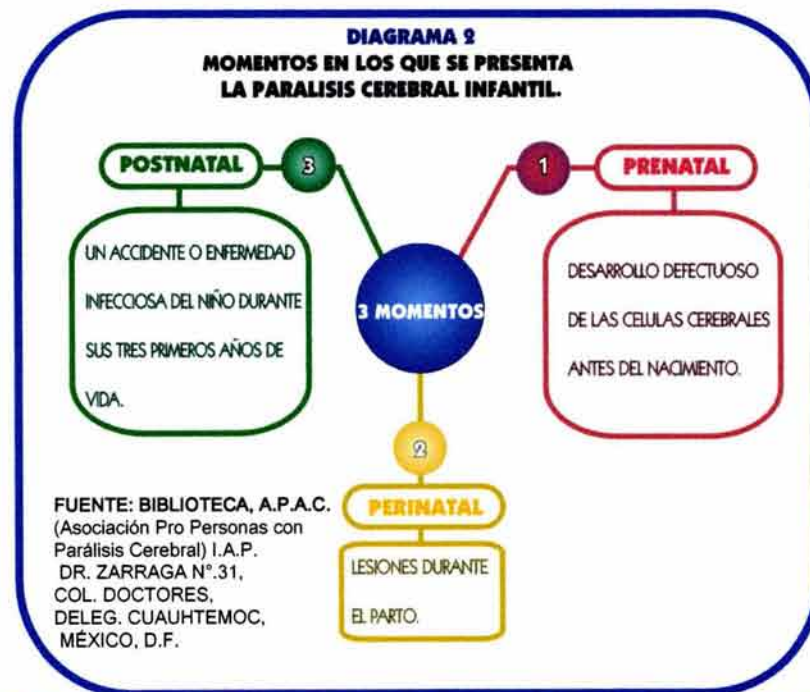 DIAGRAMA 2
MOMENTOS EN LOS QUE SE PRESENTA
LA PARALISIS CEREBRAL INFANTIL.
3 MOMENTOS
1
PRENATAL
DESARROLLO DEFECTUOSO
DE LAS CELULAS CEREBRALES
ANTES DEL NACIMIENTO.
2
PERINATAL
LESIONES DURANTE
EL PARTO.
3
POSTNATAL
UN ACCIDENTE O ENFERMEDAD
INFECCIOSA DEL NIÑO DURANTE
SUS TRES PRIMEROS AÑOS DE
VIDA.
FUENTE: BIBLIOTECA, A.P.A.C.
(Asociación Pro Personas con
Parálisis Cerebral) I.A.P.
DR. ZARRAGA N°.31,
COL. DOCTORES,
DELEG. CUAUHTEMOC,
MÉXICO, D.F.